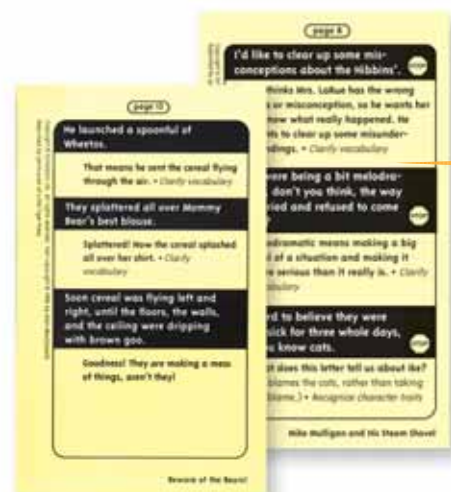 page 8
I'd like to clear up some mis-
conceptions about the Hibbins'.
STOP
thinks Mrs. LaRue has the wrong
or misconception, so he wants her
now what really happened. He
to clear up some misunder-
dings. • Clarify vocabulary
were being a bit melodra-
don't you think, the way
ried and refused to come
STOP
dramatic means making a big
of a situation and making it
serious than it really is. • Clarify
rd to believe they were
sick for three whole days,
know cats.
STOP
does this letter tell us about Ike?
blames the cats, rather than taking
blame.) • Recognize character traits
Mike Mulligan and His Steam Shovel
page 12
He launched a spoonful of
Wheetos.
That means he sent the cereal flying
through the air. • Clarify vocabulary
They splattered all over Mommy
Bear's best blouse.
Splattered! Now the cereal splashed
all over her shirt. • Clarify
vocabulary
Soon cereal was flying left and
right, until the floors, the walls,
and the ceiling were dripping
with brown goo.
Goodness! They are making a mess
of things, aren't they!
Beware of the Bears!